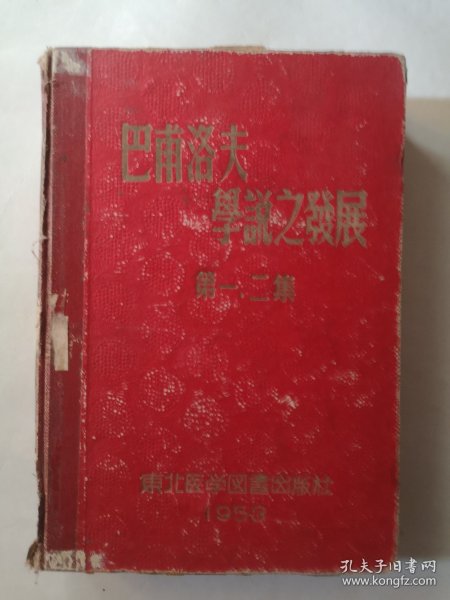 巴甫洛夫
學說之發展
第一、二集
東北医学図書出版社
1953
孔夫子旧书网
www.kongfz.com